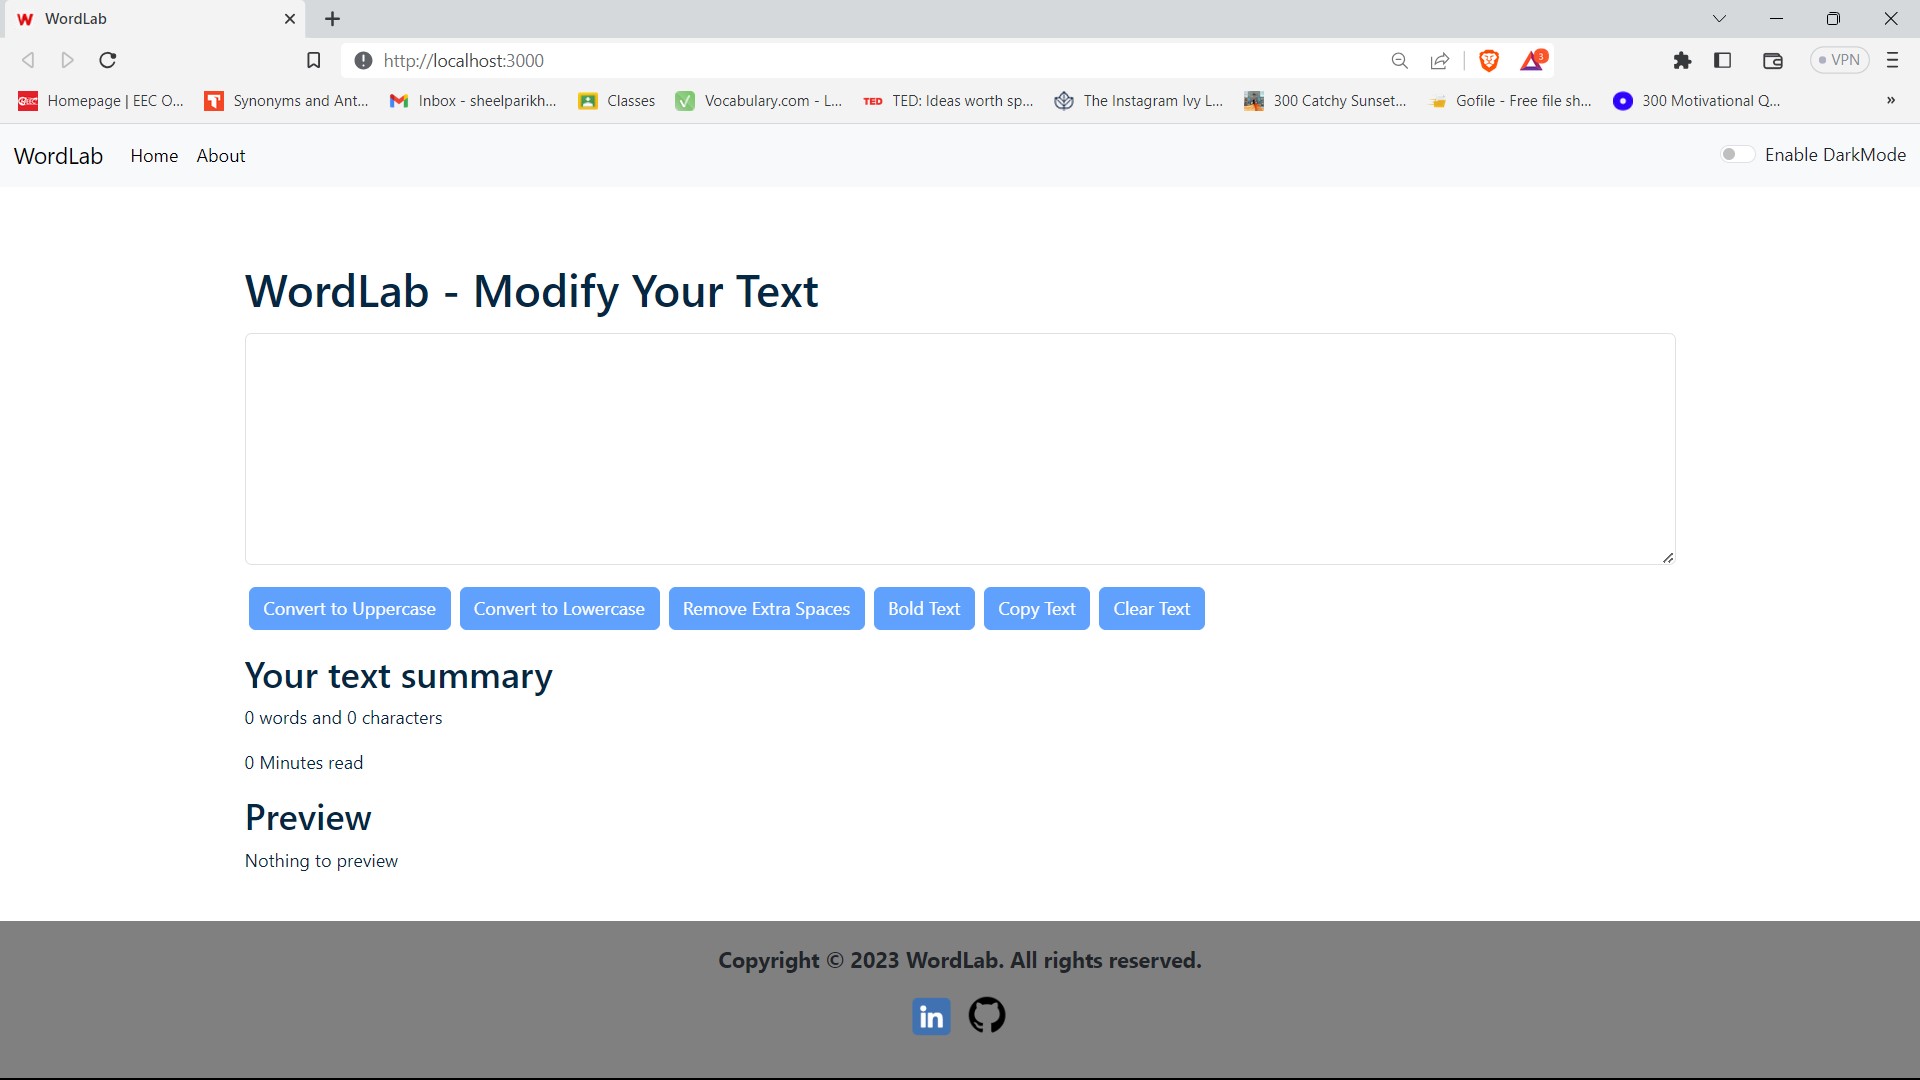 WordLab
http://localhost:3000
3
VPN
Homepage | EEC O... Synonyms and Ant... Inbox - sheelparikh... Classes Vocabulary.com - L... TED TED: Ideas worth sp... The Instagram Ivy L... 300 Catchy Sunset... Gofile - Free file sh... 300 Motivational Q...
WordLab Home About Enable DarkMode
WordLab - Modify Your Text
Convert to Uppercase Convert to Lowercase Remove Extra Spaces Bold Text Copy Text Clear Text
Your text summary
0 words and 0 characters
0 Minutes read
Preview
Nothing to preview
Copyright © 2023 WordLab. All rights reserved.
in